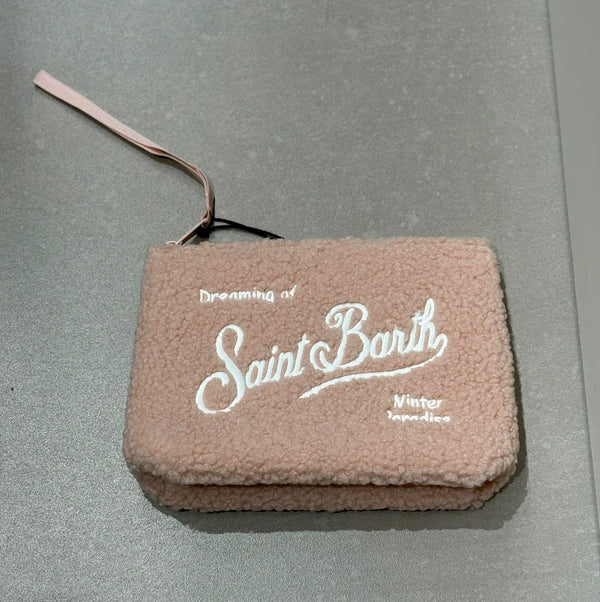 Dreaming of
Saint Barth
Winter
Paradise